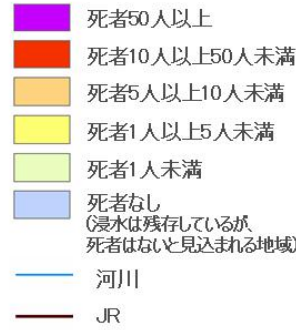 死者50人以上
死者10人以上50人未満
死者5人以上10人未満
死者1人以上5人未満
死者1人未満
死者なし
(浸水は残存しているが、
死者はないと見込まれる地域)
河川
JR